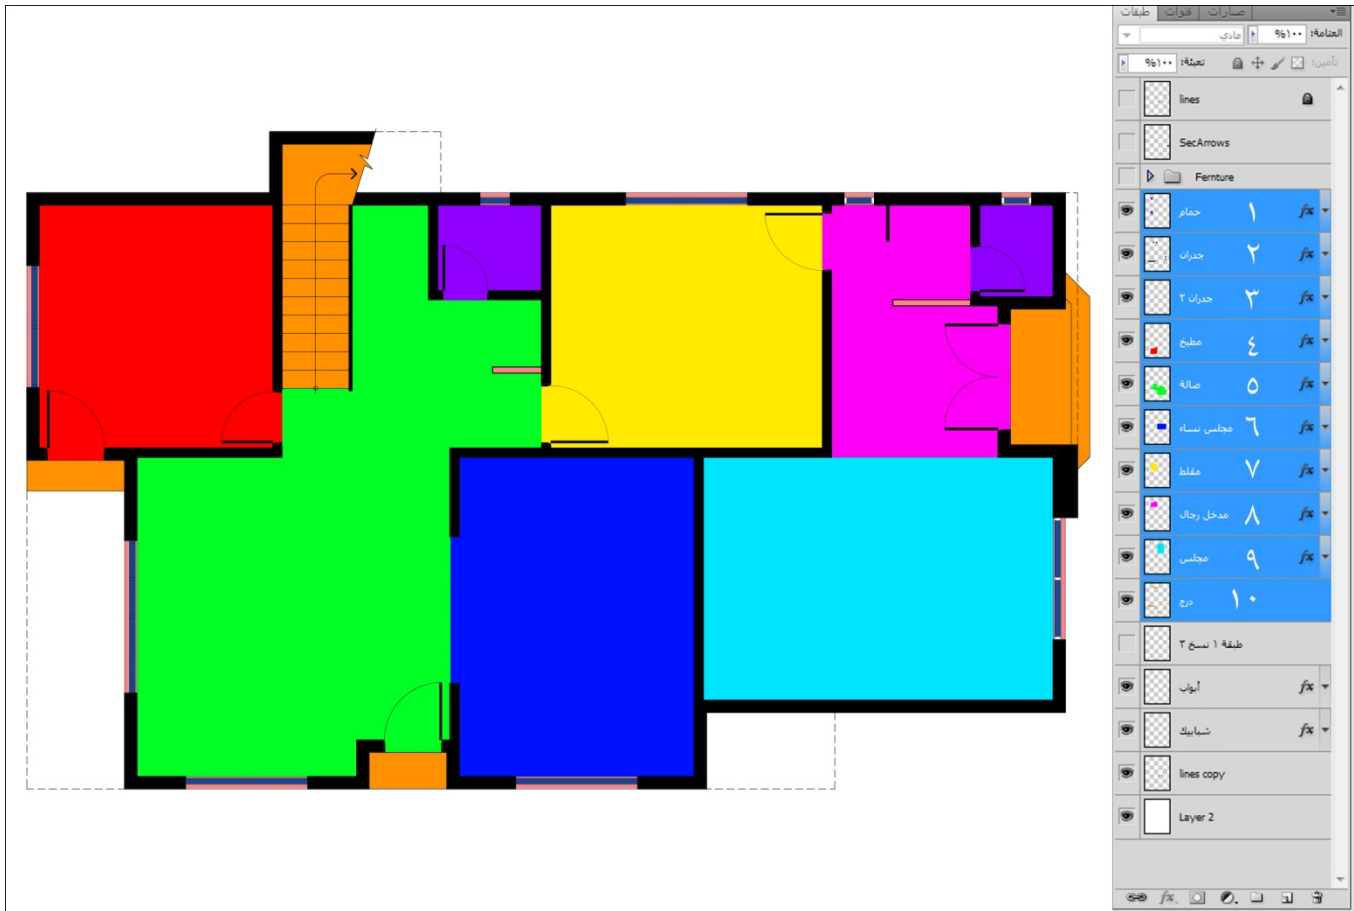 طبقات قنوات مسارات
عادي العتامة: ١٠٠%
تأمين: تعبئة: ١٠٠%
lines
SecArrows
Fernture
حمام ١
جدران ٢
جدران ٢ ٣
مطبخ ٤
صالة ٥
مجلس نساء ٦
مقلط ٧
مدخل رجال ٨
مجلس ٩
درج ١٠
طبقة ١ نسخ ٣
أبواب
شبابيك
lines copy
Layer 2